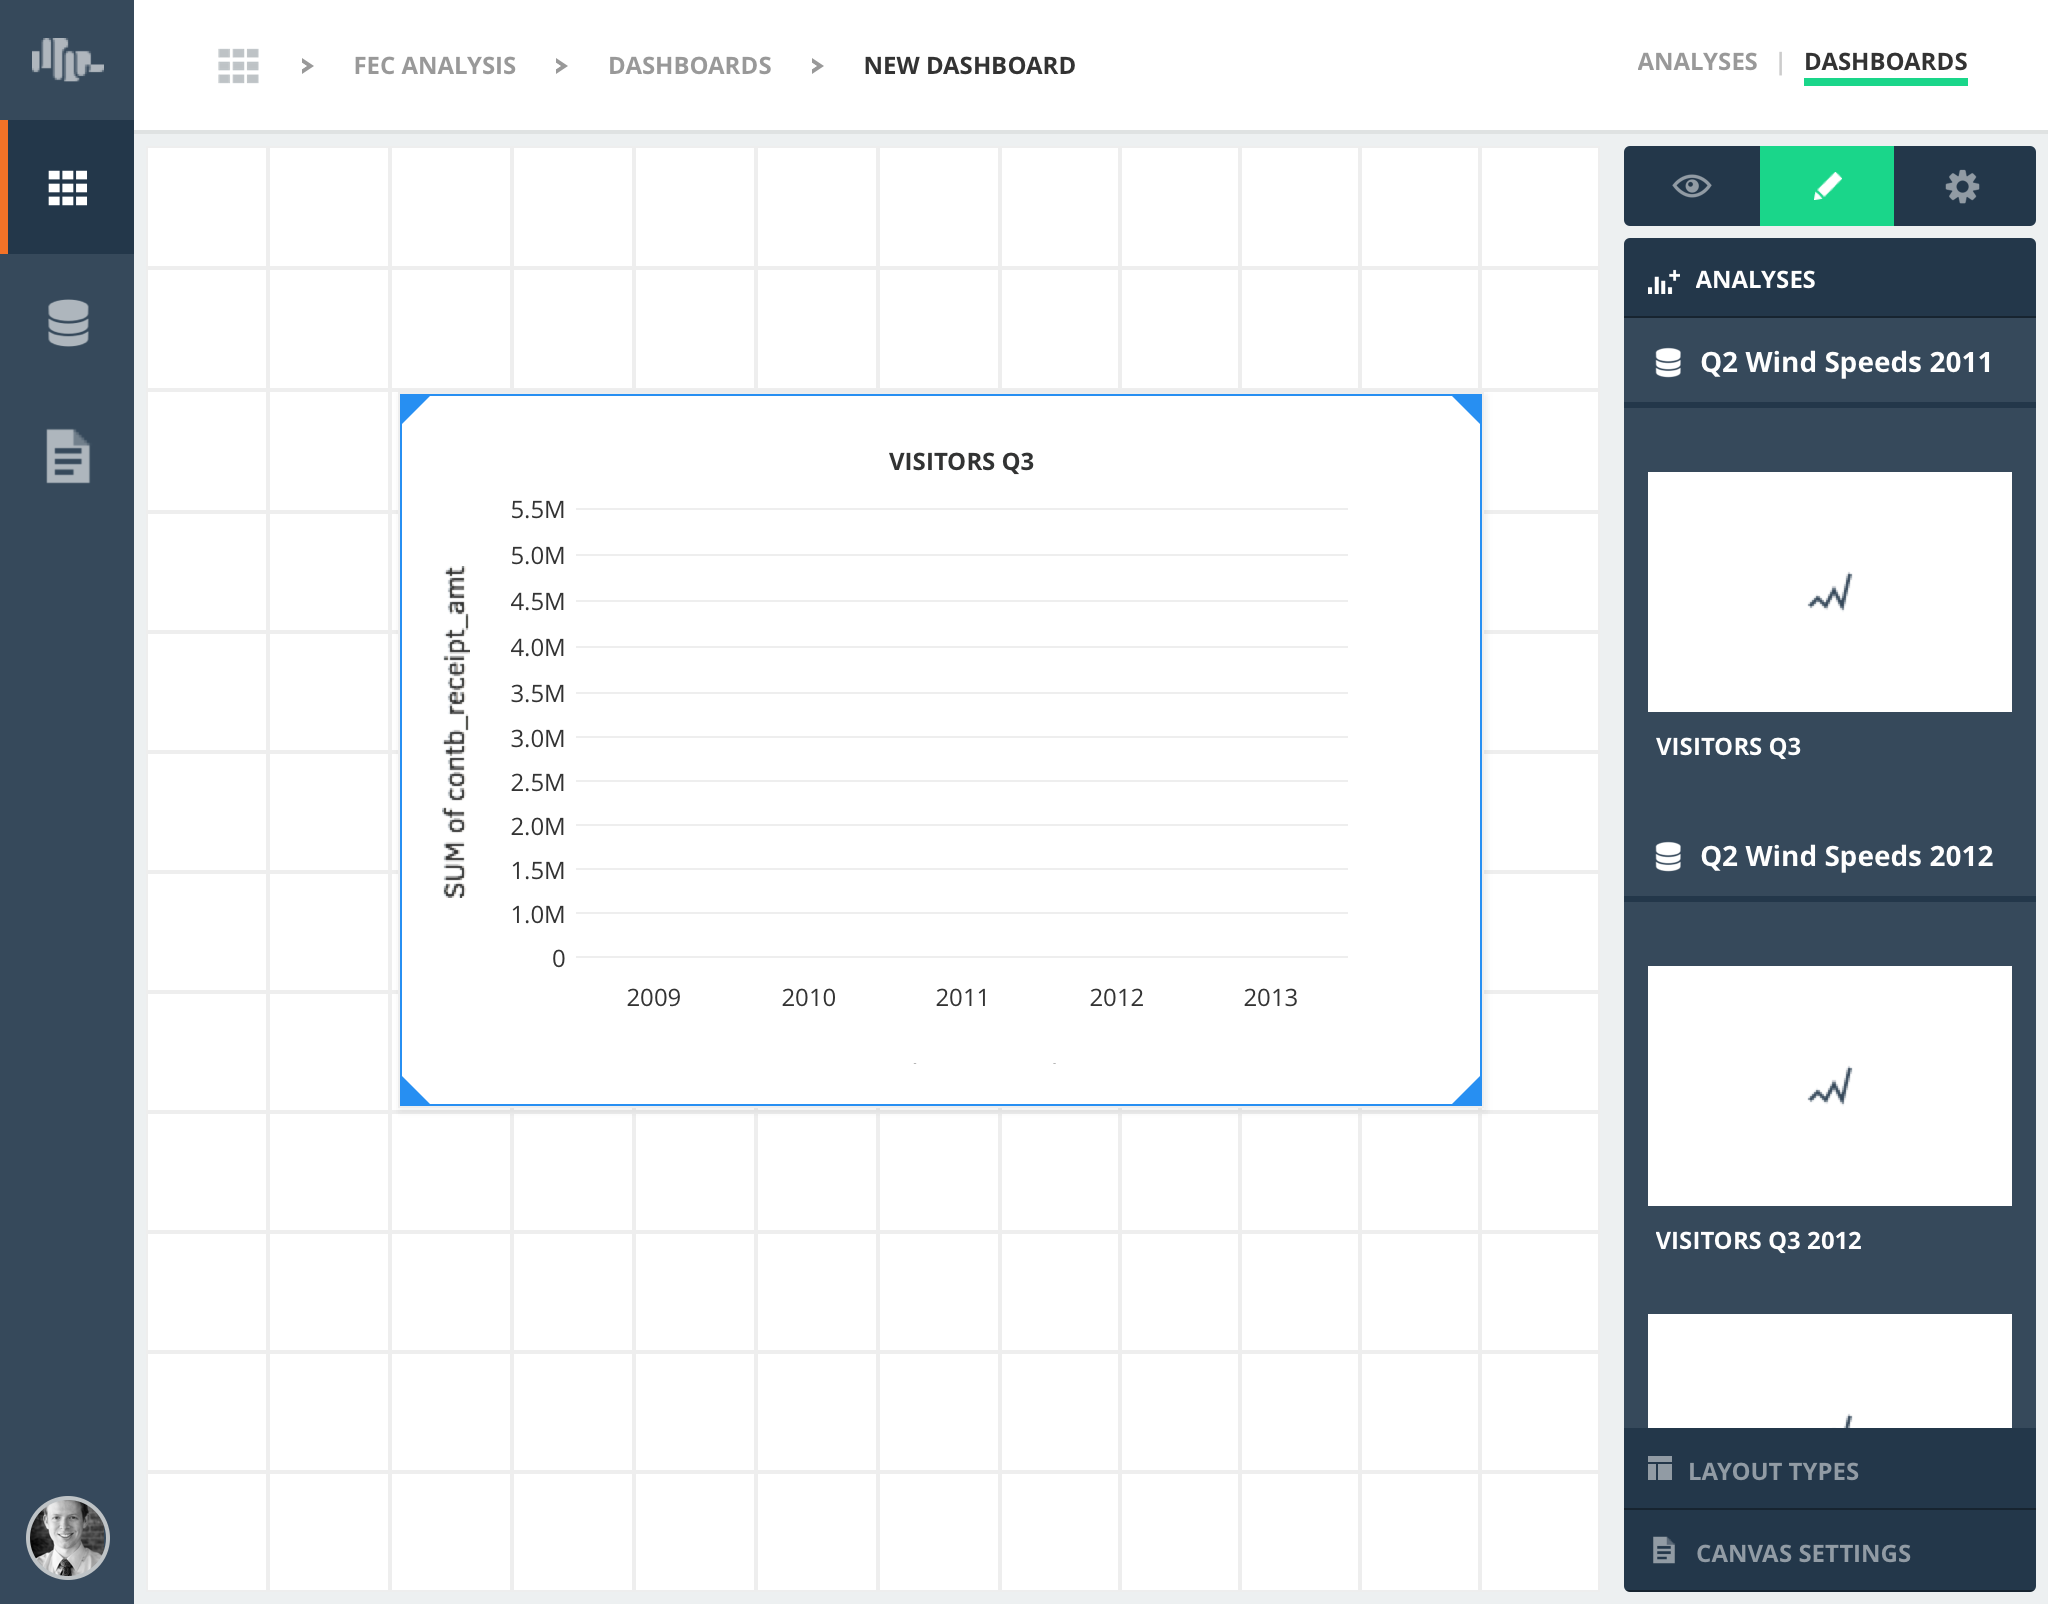 FEC ANALYSIS > DASHBOARDS > NEW DASHBOARD
ANALYSES | DASHBOARDS
VISITORS Q3
SUM of contb_receipt_amt
5.5M
5.0M
4.5M
4.0M
3.5M
3.0M
2.5M
2.0M
1.5M
1.0M
0
2009 2010 2011 2012 2013
ANALYSES
Q2 Wind Speeds 2011
VISITORS Q3
Q2 Wind Speeds 2012
VISITORS Q3 2012
LAYOUT TYPES
CANVAS SETTINGS